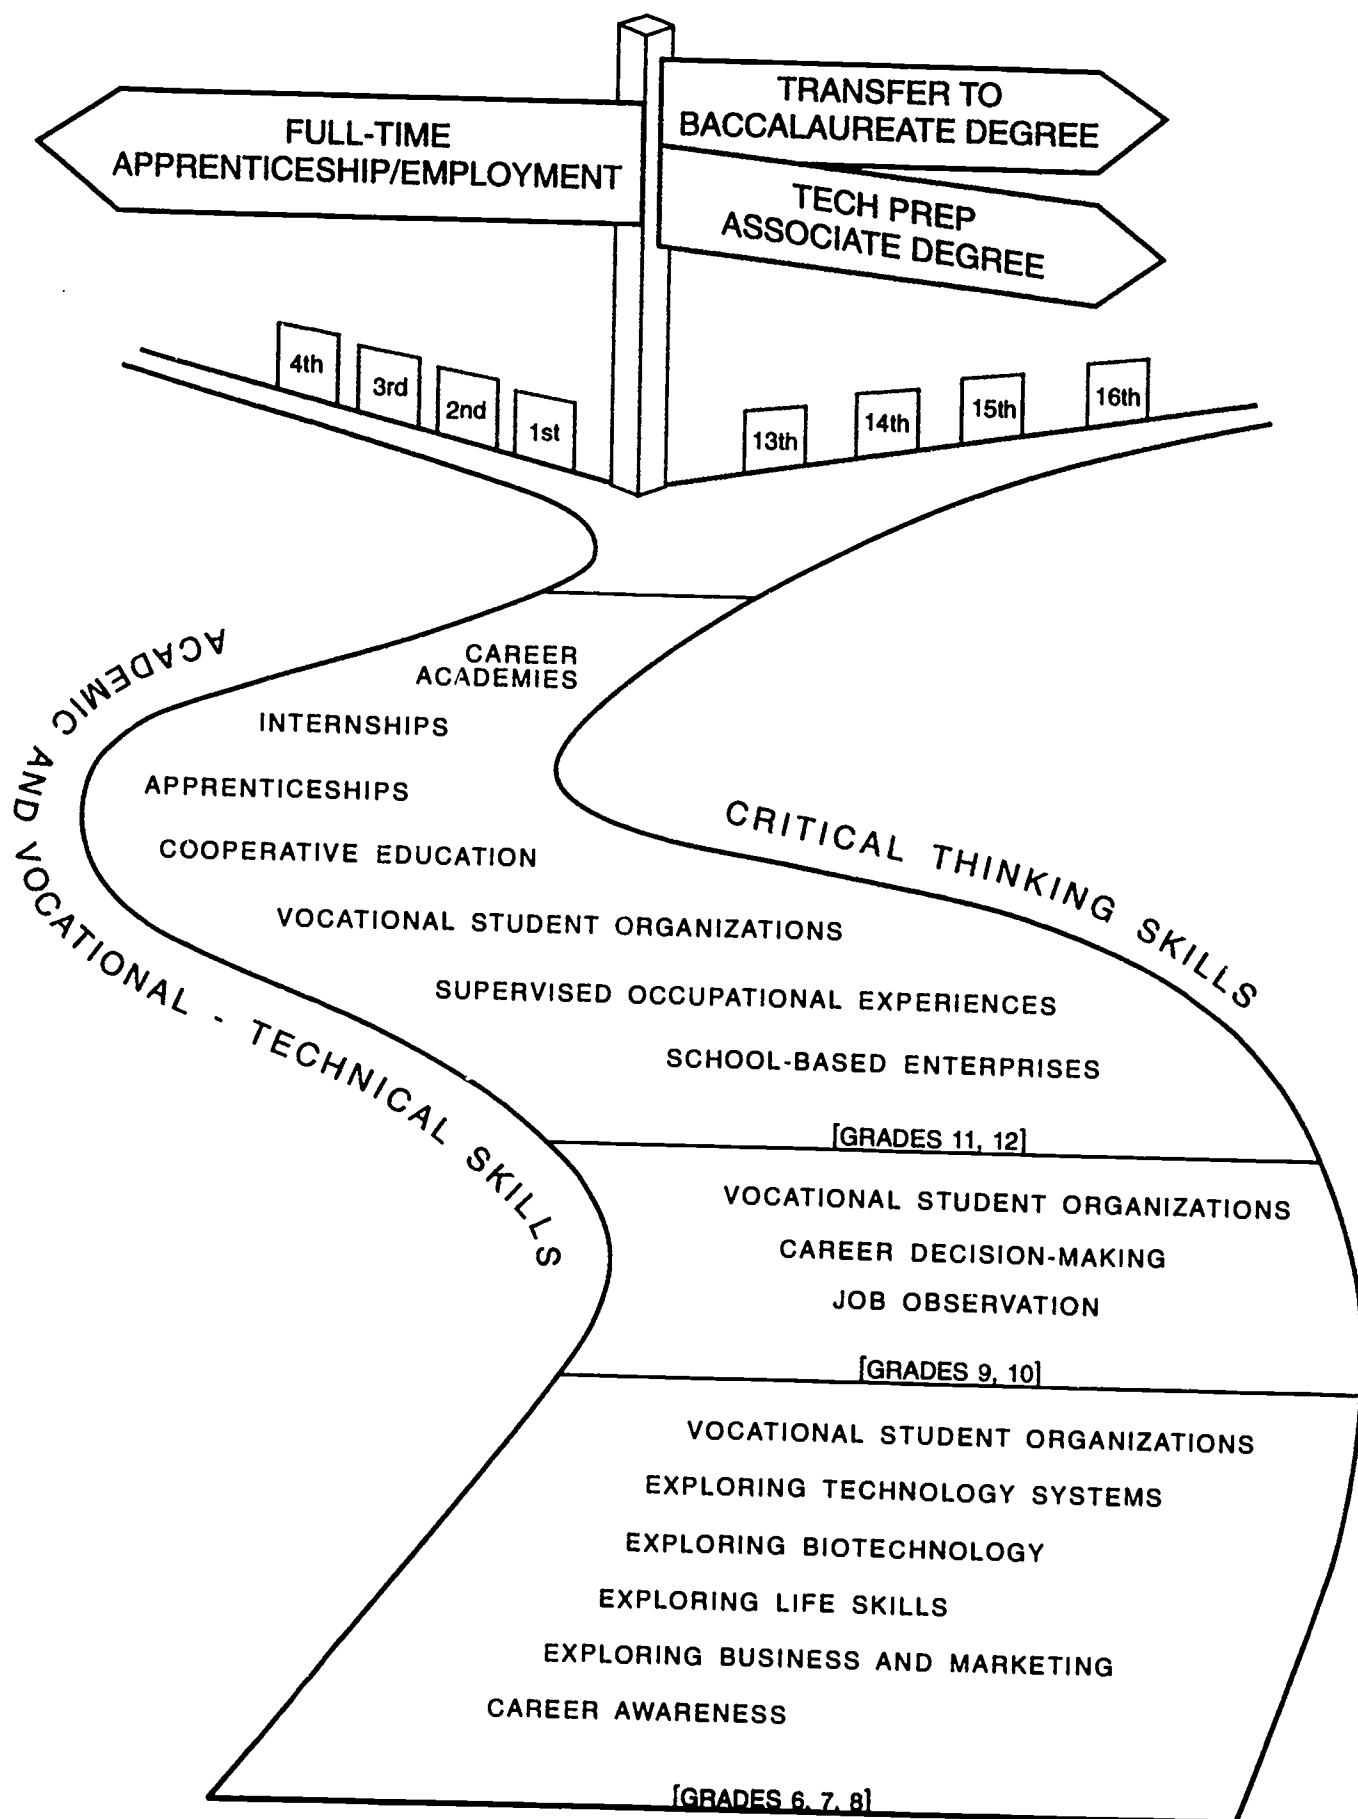 FULL-TIME
APPRENTICESHIP/EMPLOYMENT
TRANSFER TO
BACCALAUREATE DEGREE
TECH PREP
ASSOCIATE DEGREE
4th
3rd
2nd
1st
13th
14th
15th
16th
ACADEMIC AND VOCATIONAL - TECHNICAL SKILLS
CRITICAL THINKING SKILLS
CAREER
ACADEMIES
INTERNSHIPS
APPRENTICESHIPS
COOPERATIVE EDUCATION
VOCATIONAL STUDENT ORGANIZATIONS
SUPERVISED OCCUPATIONAL EXPERIENCES
SCHOOL-BASED ENTERPRISES
[GRADES 11, 12]
VOCATIONAL STUDENT ORGANIZATIONS
CAREER DECISION-MAKING
JOB OBSERVATION
[GRADES 9, 10]
VOCATIONAL STUDENT ORGANIZATIONS
EXPLORING TECHNOLOGY SYSTEMS
EXPLORING BIOTECHNOLOGY
EXPLORING LIFE SKILLS
EXPLORING BUSINESS AND MARKETING
CAREER AWARENESS
[GRADES 6, 7, 8]